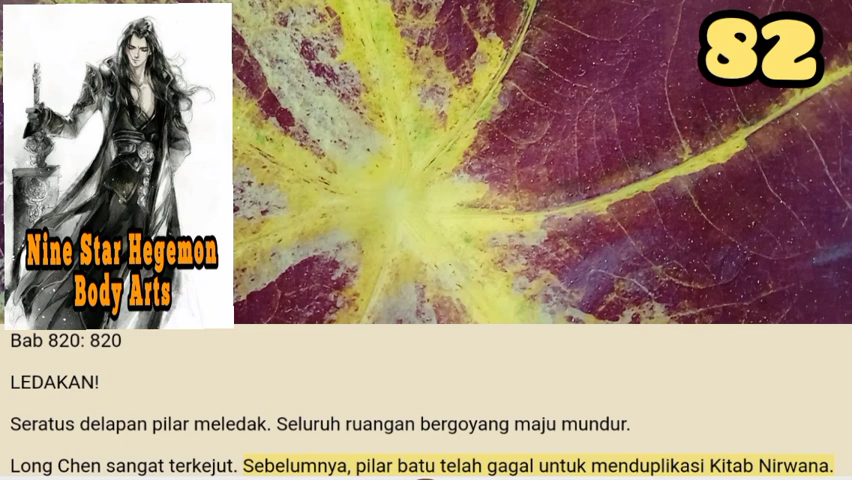 82
Nine Star Hegemon
Body Arts
Bab 820: 820
LEDAKAN!
Seratus delapan pilar meledak. Seluruh ruangan bergoyang maju mundur.
Long Chen sangat terkejut. Sebelumnya, pilar batu telah gagal untuk menduplikasi Kitab Nirwana.